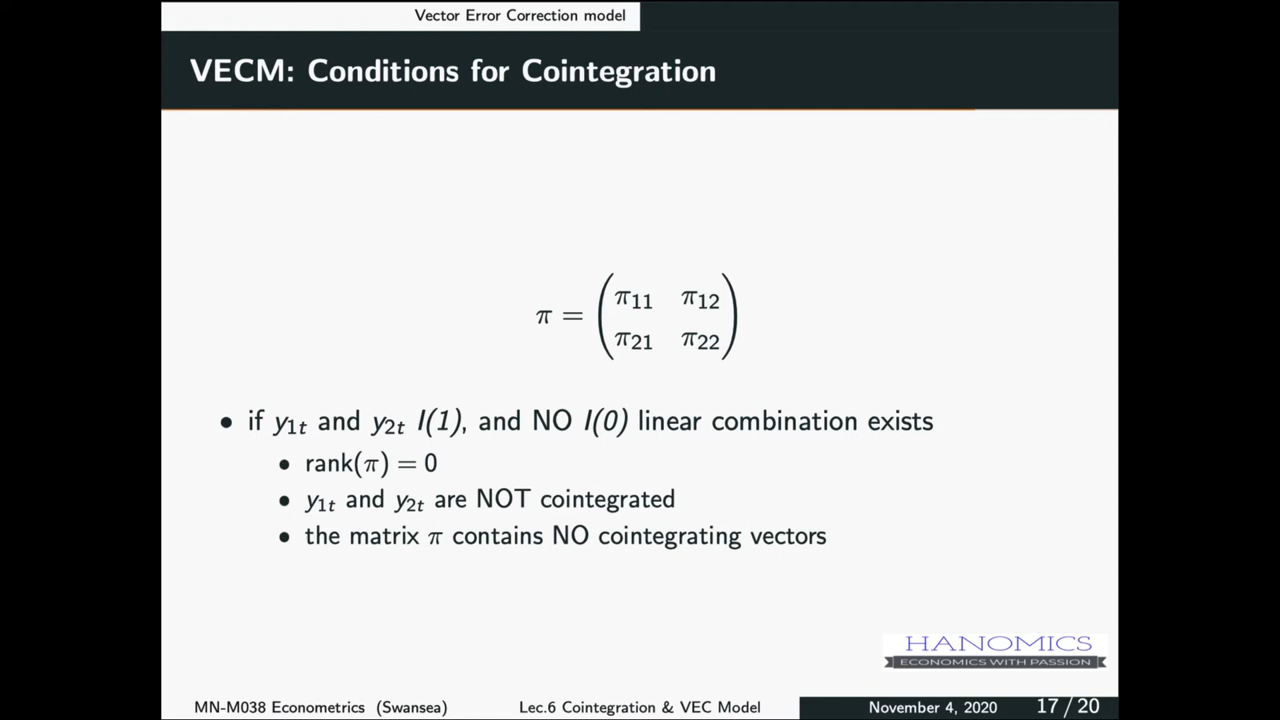 Vector Error Correction model
VECM: Conditions for Cointegration
π = (π11 π12
π21 π22)
• if y1t and y2t I(1), and NO I(0) linear combination exists
• rank(π) = 0
• y1t and y2t are NOT cointegrated
• the matrix π contains NO cointegrating vectors
HANOMICS
ECONOMICS WITH PASSION
MN-M038 Econometrics (Swansea) Lec.6 Cointegration & VEC Model November 4, 2020 17 / 20